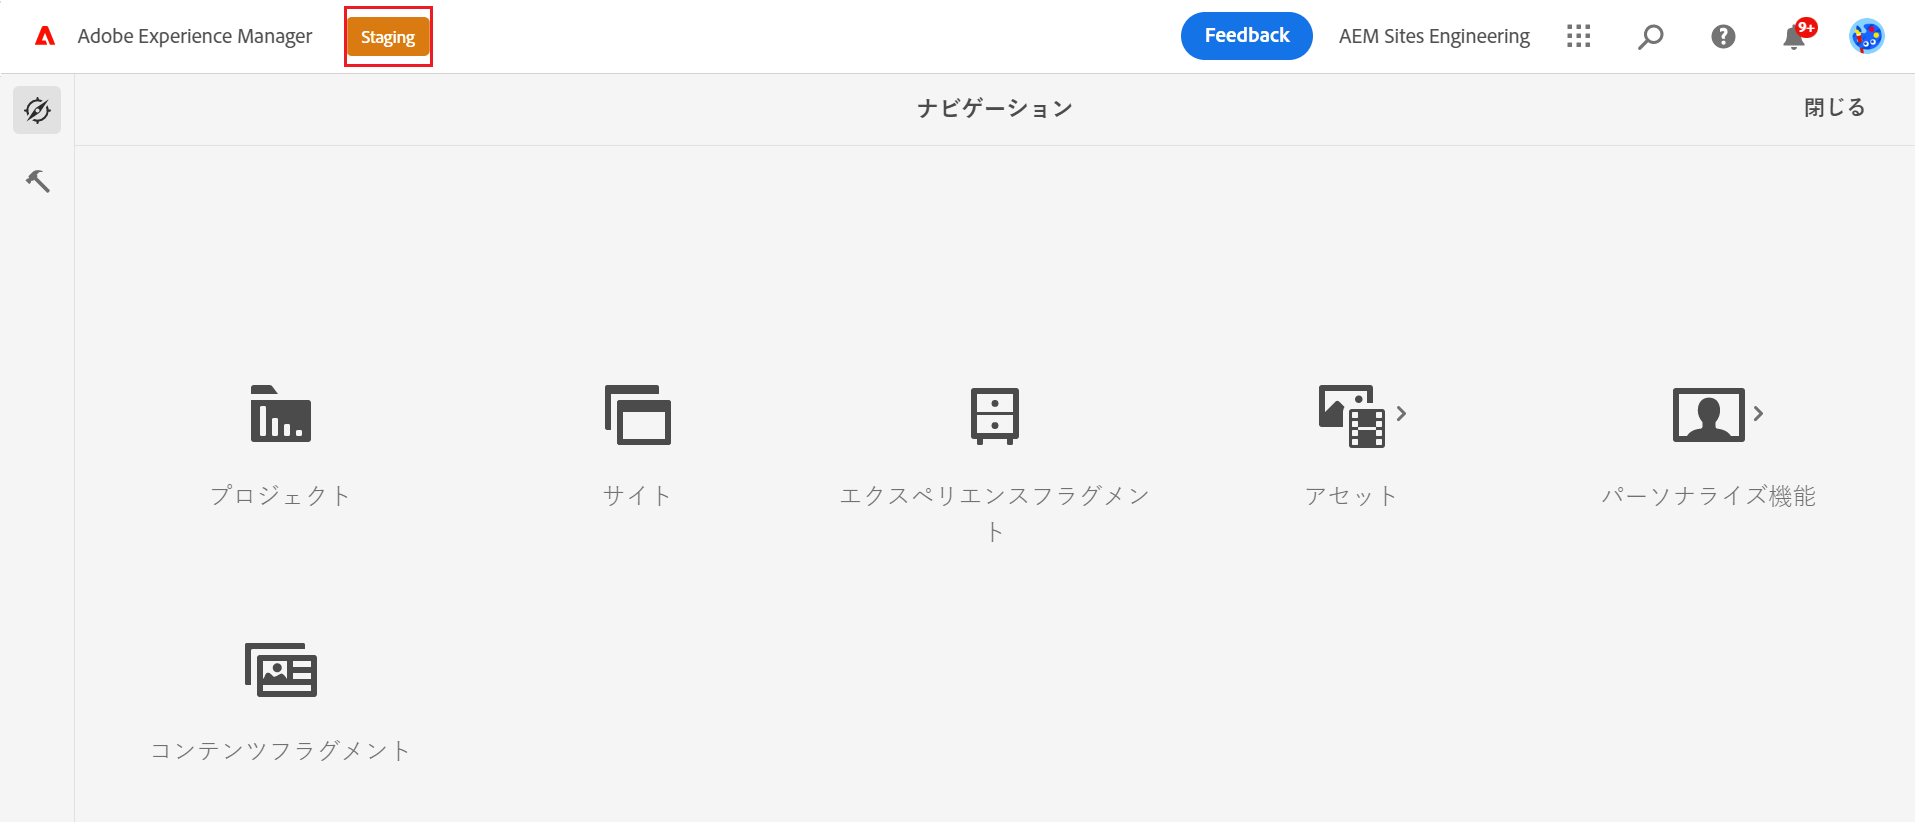 Adobe Experience Manager
Staging
Feedback
AEM Sites Engineering
9+
ナビゲーション
閉じる
プロジェクト
サイト
エクスペリエンスフラグメン
ト
アセット
パーソナライズ機能
コンテンツフラグメント